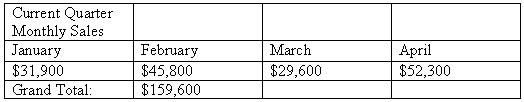 Current Quarter
Monthly Sales
January February March April
$31,900 $45,800 $29,600 $52,300
Grand Total: $159,600